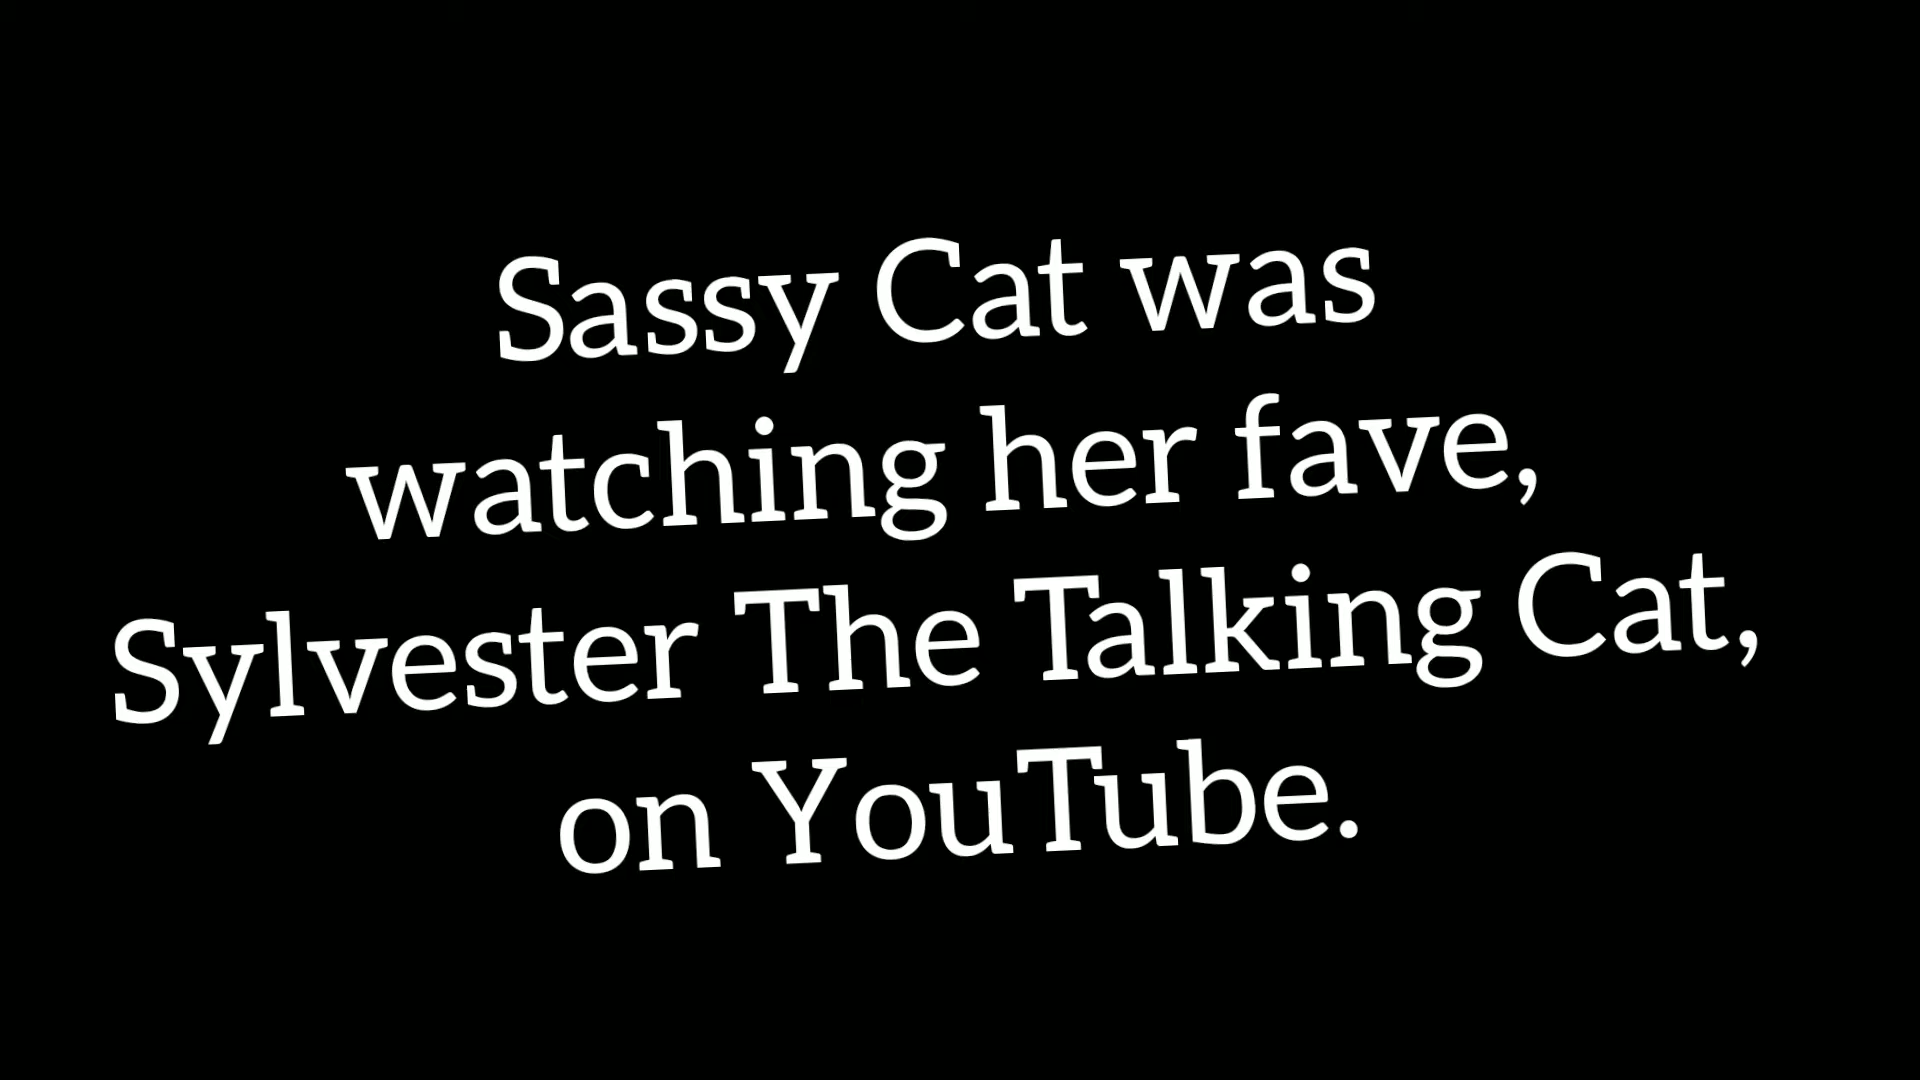 Sassy Cat was
watching her fave,
Sylvester The Talking Cat,
on YouTube.